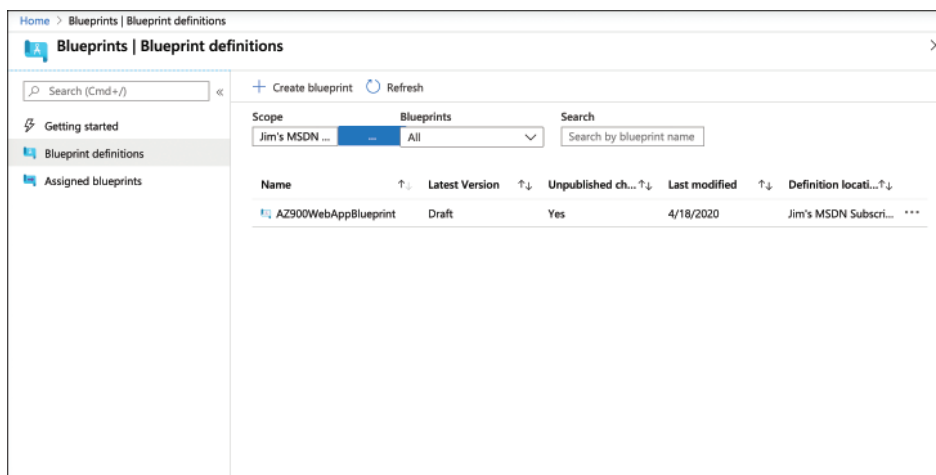 Home > Blueprints | Blueprint definitions
Blueprints | Blueprint definitions
Search (Cmd+/)
Getting started
Blueprint definitions
Assigned blueprints
Create blueprint Refresh
Scope Blueprints Search
Jim's MSDN ... ... All Search by blueprint name
Name Latest Version Unpublished ch... Last modified Definition locati...
AZ900WebAppBlueprint Draft Yes 4/18/2020 Jim's MSDN Subscri... ...